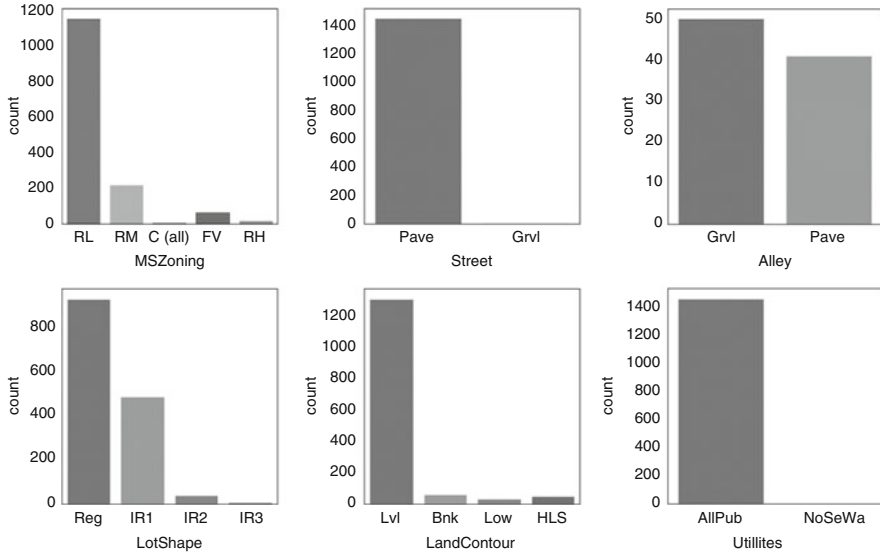 1200
1000
800
600
400
200
0
count
RL RM C (all) FV RH
MSZoning
1400
1200
1000
800
600
400
200
0
count
Pave Grvl
Street
50
40
30
20
10
0
count
Grvl Pave
Alley
800
600
400
200
0
count
Reg IR1 IR2 IR3
LotShape
1200
1000
800
600
400
200
0
count
Lvl Bnk Low HLS
LandContour
1400
1200
1000
800
600
400
200
0
count
AllPub NoSeWa
Utillites